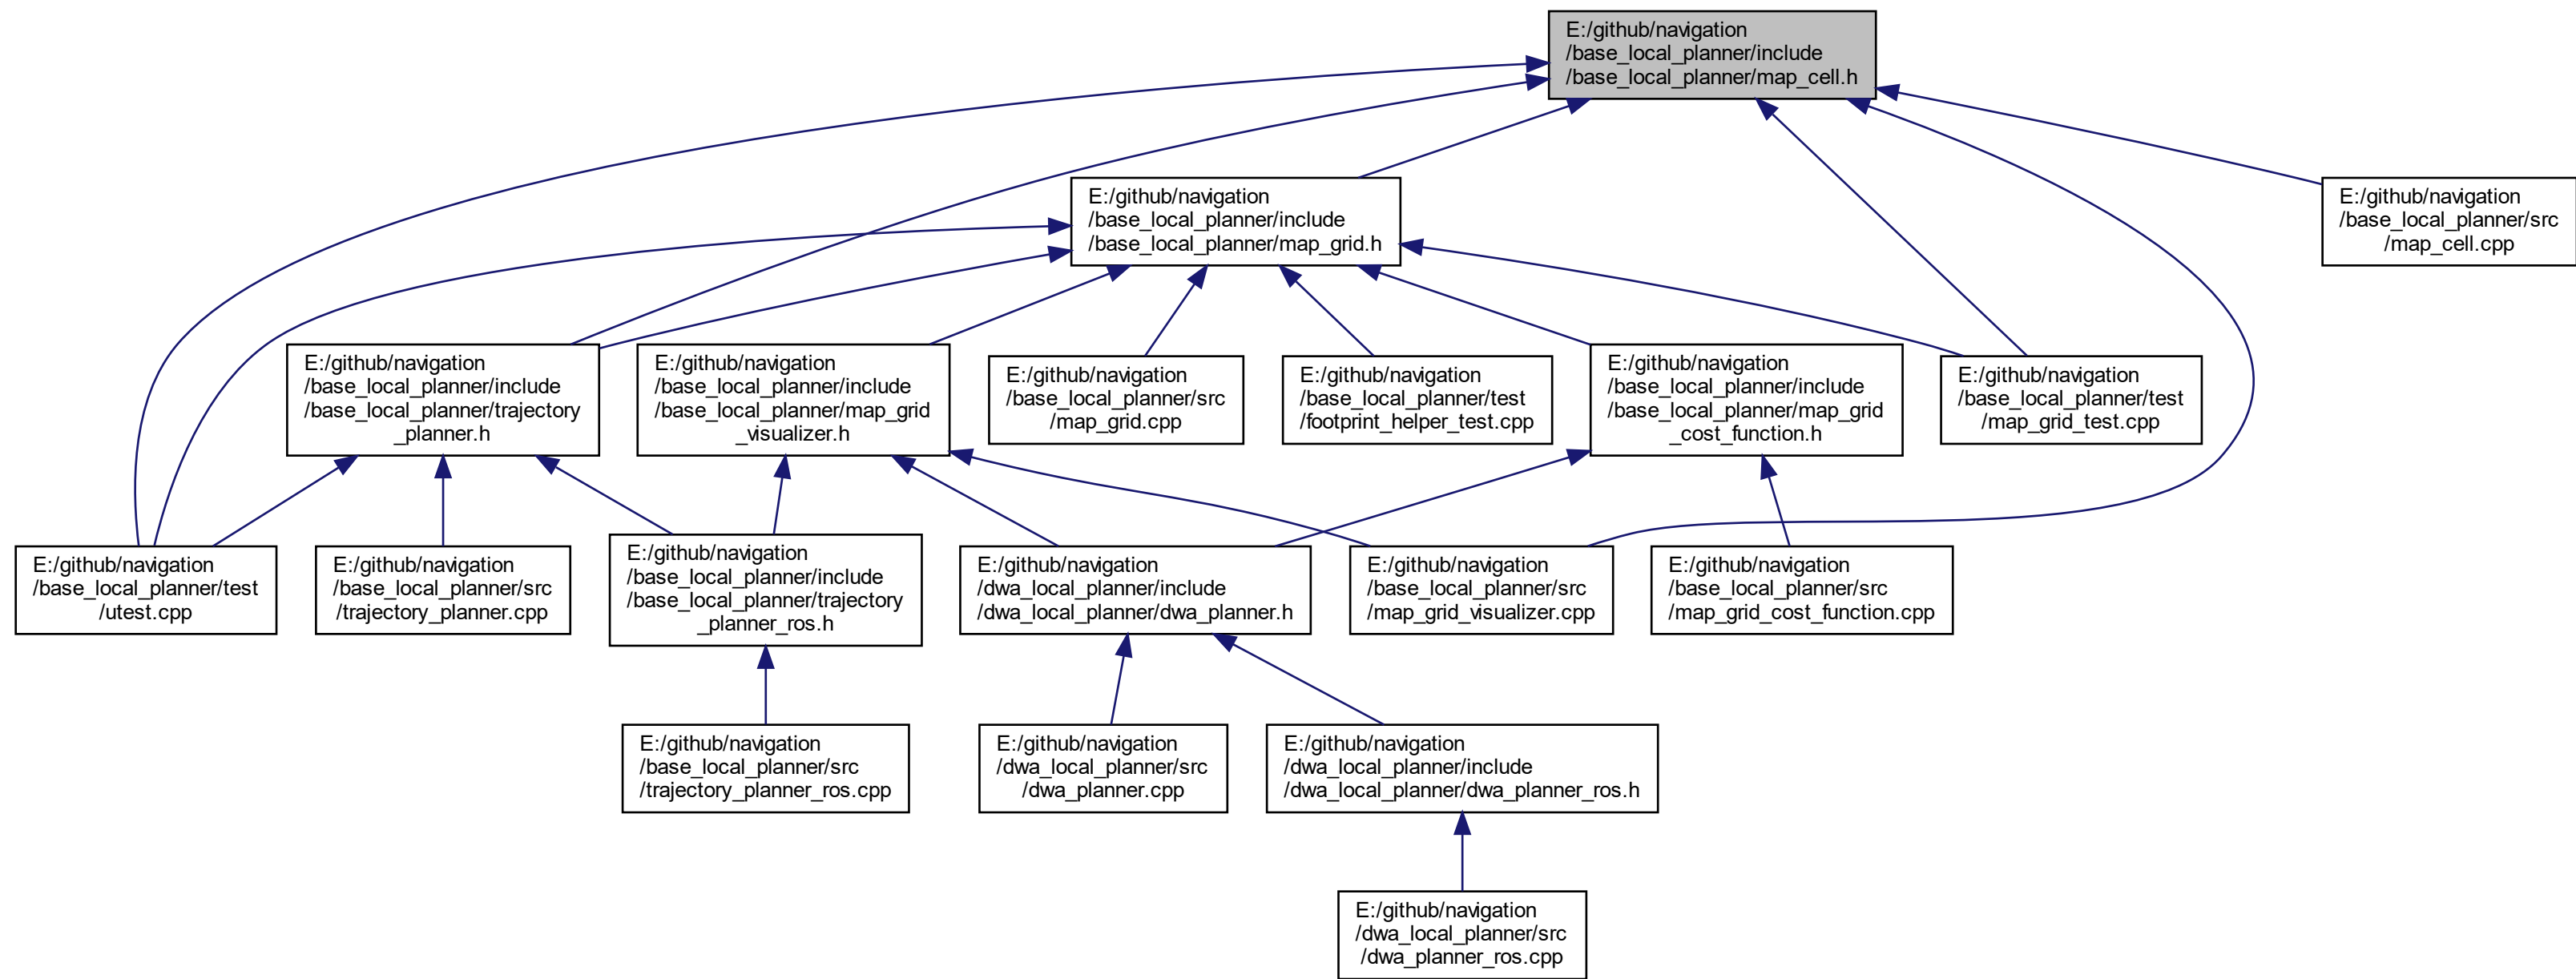 E:/github/navigation
/base_local_planner/include
/base_local_planner/map_cell.h
E:/github/navigation
/base_local_planner/include
/base_local_planner/map_grid.h
E:/github/navigation
/base_local_planner/src
/map_cell.cpp
E:/github/navigation
/base_local_planner/include
/base_local_planner/trajectory
_planner.h
E:/github/navigation
/base_local_planner/include
/base_local_planner/map_grid
_visualizer.h
E:/github/navigation
/base_local_planner/src
/map_grid.cpp
E:/github/navigation
/base_local_planner/test
/footprint_helper_test.cpp
E:/github/navigation
/base_local_planner/include
/base_local_planner/map_grid
_cost_function.h
E:/github/navigation
/base_local_planner/test
/map_grid_test.cpp
E:/github/navigation
/base_local_planner/test
/utest.cpp
E:/github/navigation
/base_local_planner/src
/trajectory_planner.cpp
E:/github/navigation
/base_local_planner/include
/base_local_planner/trajectory
_planner_ros.h
E:/github/navigation
/dwa_local_planner/include
/dwa_local_planner/dwa_planner.h
E:/github/navigation
/base_local_planner/src
/map_grid_visualizer.cpp
E:/github/navigation
/base_local_planner/src
/map_grid_cost_function.cpp
E:/github/navigation
/base_local_planner/src
/trajectory_planner_ros.cpp
E:/github/navigation
/dwa_local_planner/src
/dwa_planner.cpp
E:/github/navigation
/dwa_local_planner/include
/dwa_local_planner/dwa_planner_ros.h
E:/github/navigation
/dwa_local_planner/src
/dwa_planner_ros.cpp